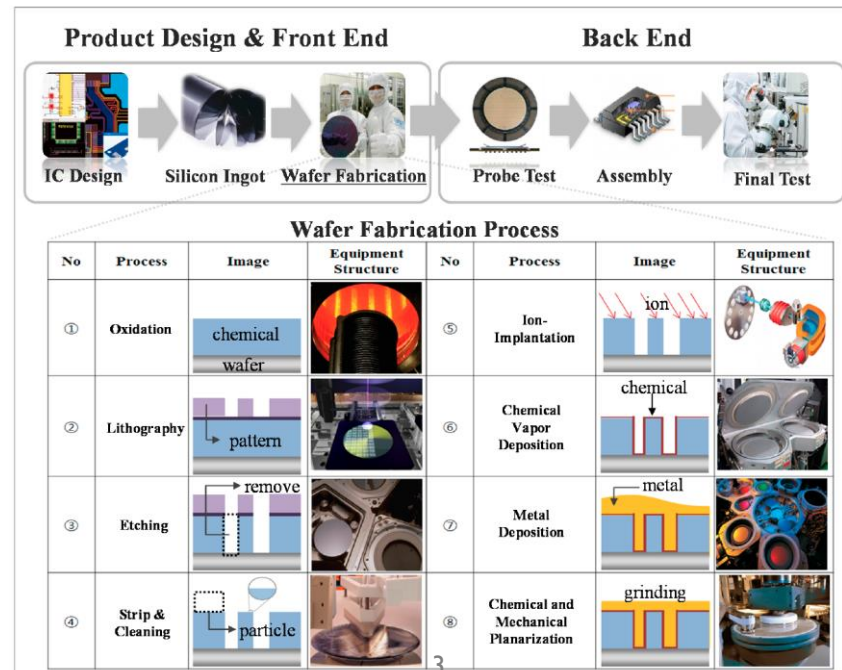 Product Design & Front End
Back End
IC Design
Silicon Ingot
Wafer Fabrication
Probe Test
Assembly
Final Test
Wafer Fabrication Process
No
Process
Image
Equipment
Structure
No
Process
Image
Equipment
Structure
①
Oxidation
chemical
wafer
⑤
Ion-
Implantation
ion
②
Lithography
pattern
⑥
Chemical
Vapor
Deposition
chemical
③
Etching
remove
⑦
Metal
Deposition
metal
④
Strip &
Cleaning
particle
⑧
Chemical and
Mechanical
Planarization
grinding
3